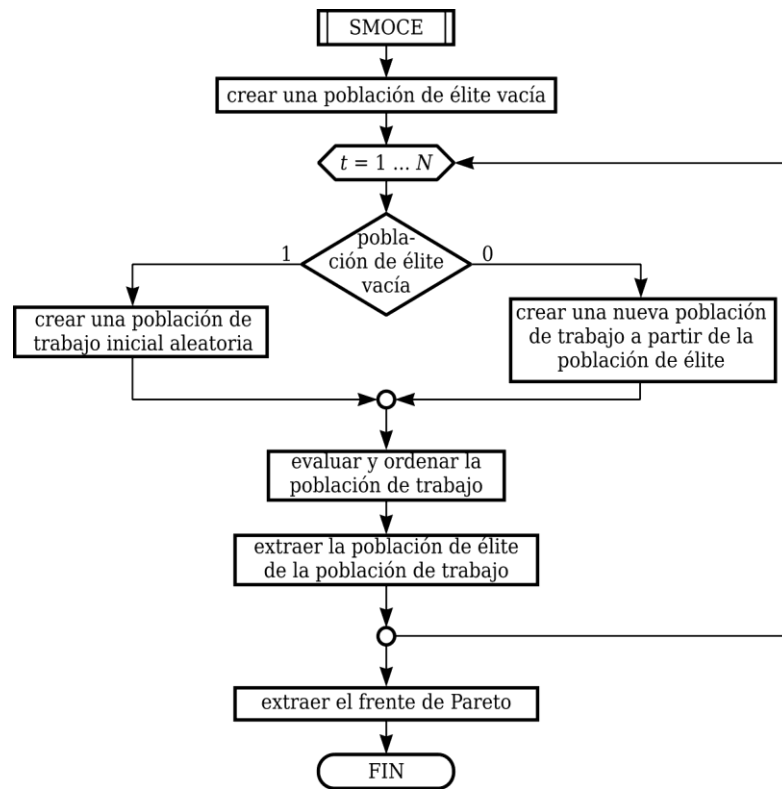 SMOCE
crear una población de élite vacía
t = 1 ... N
pobla-
ción de élite
vacía
1
0
crear una población de
trabajo inicial aleatoria
crear una nueva población
de trabajo a partir de la
población de élite
evaluar y ordenar la
población de trabajo
extraer la población de élite
de la población de trabajo
extraer el frente de Pareto
FIN